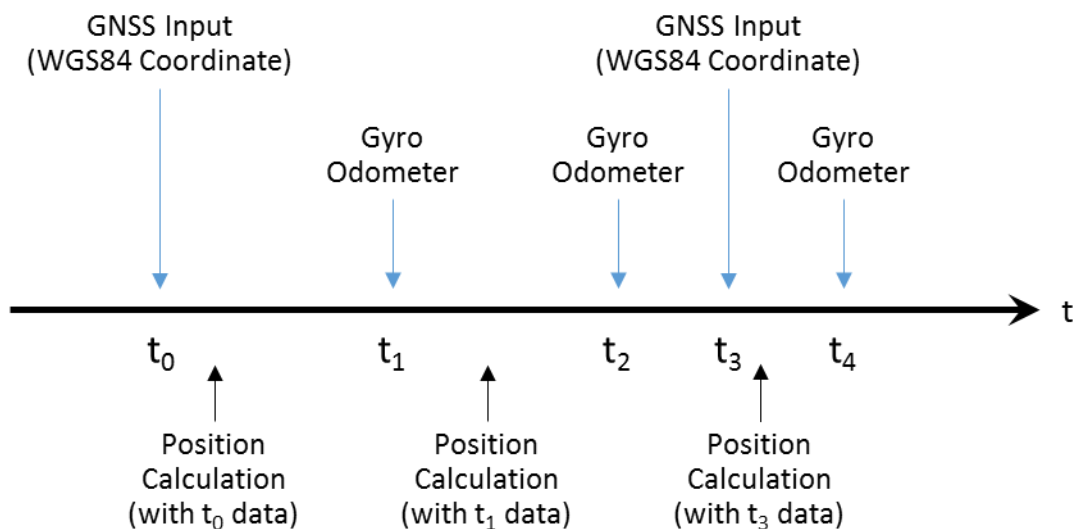 GNSS Input
(WGS84 Coordinate)
GNSS Input
(WGS84 Coordinate)
Gyro
Odometer
Gyro
Odometer
Gyro
Odometer
t
t₀
t₁
t₂
t₃
t₄
Position
Calculation
(with t₀ data)
Position
Calculation
(with t₁ data)
Position
Calculation
(with t₃ data)